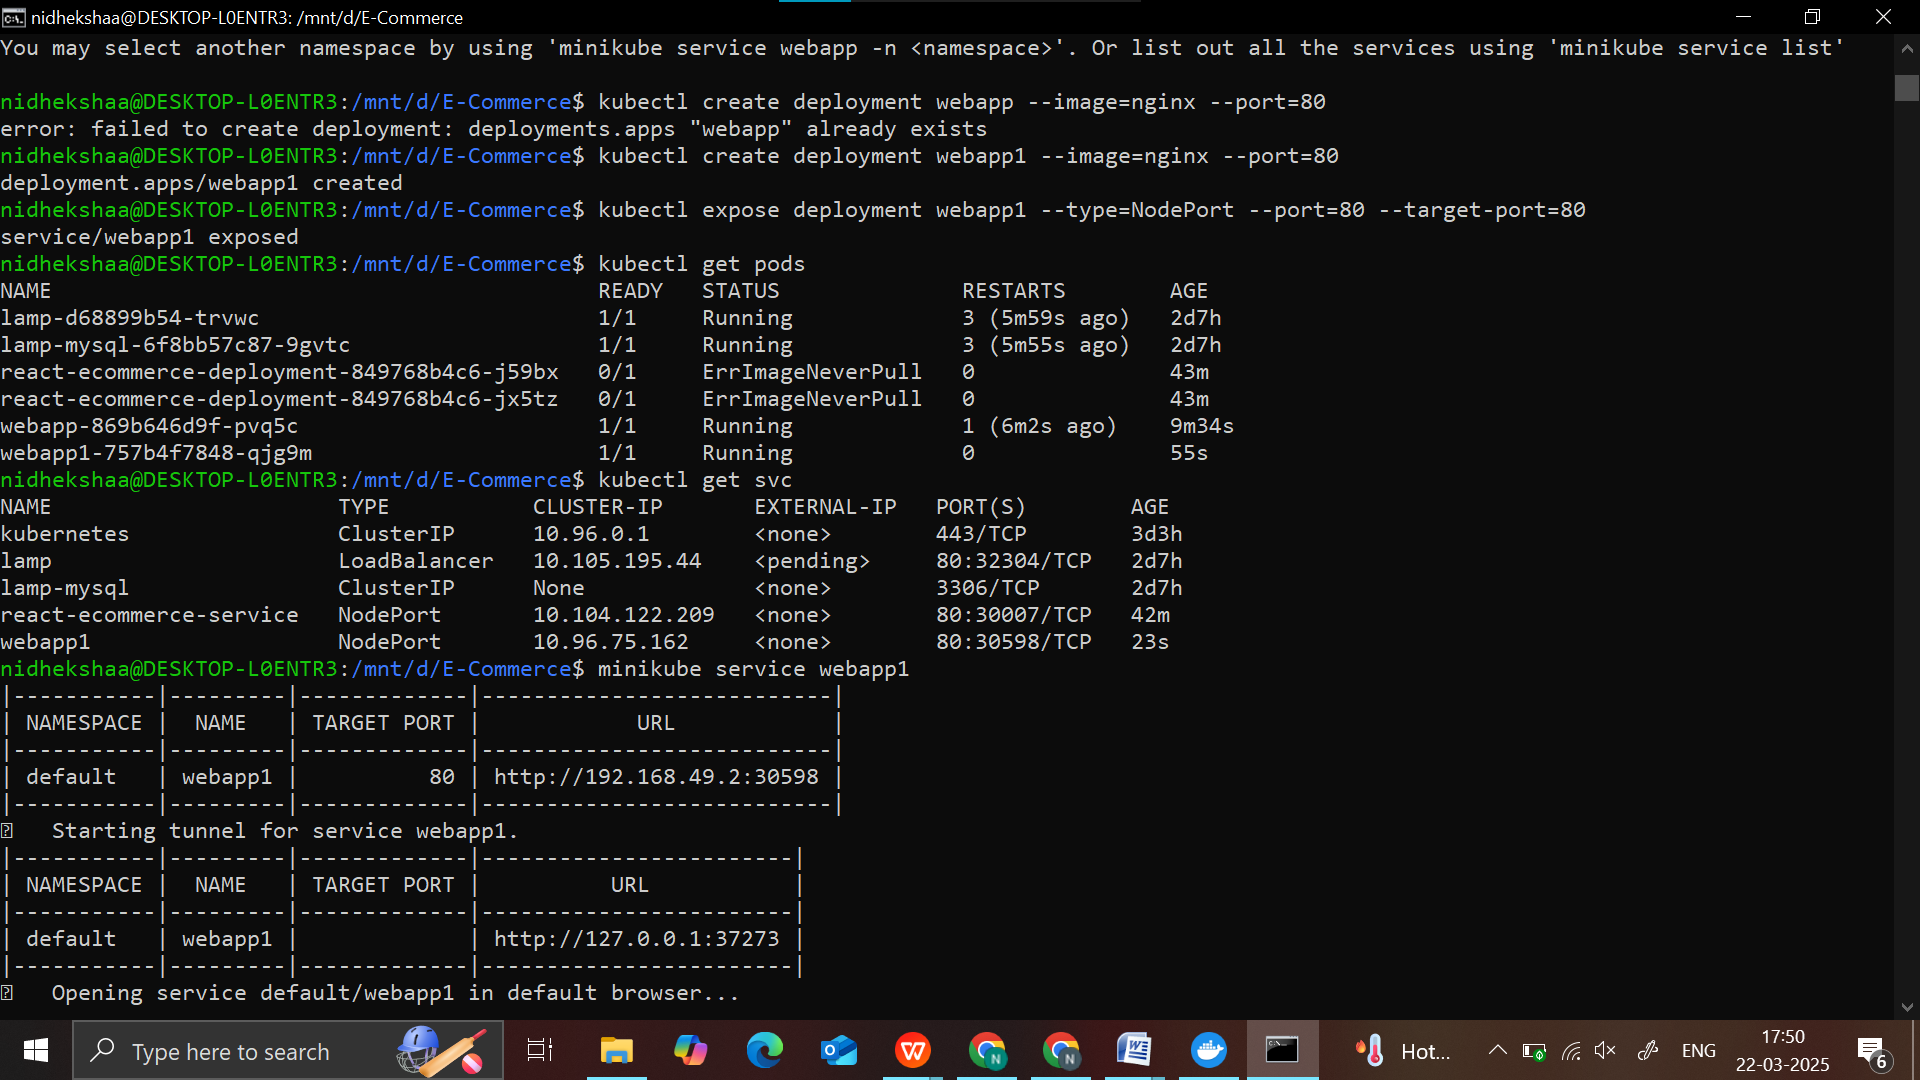 nidhekshaa@DESKTOP-L0ENTR3: /mnt/d/E-Commerce
You may select another namespace by using 'minikube service webapp -n <namespace>'. Or list out all the services using 'minikube service list'
nidhekshaa@DESKTOP-L0ENTR3:/mnt/d/E-Commerce$ kubectl create deployment webapp --image=nginx --port=80
error: failed to create deployment: deployments.apps "webapp" already exists
nidhekshaa@DESKTOP-L0ENTR3:/mnt/d/E-Commerce$ kubectl create deployment webapp1 --image=nginx --port=80
deployment.apps/webapp1 created
nidhekshaa@DESKTOP-L0ENTR3:/mnt/d/E-Commerce$ kubectl expose deployment webapp1 --type=NodePort --port=80 --target-port=80
service/webapp1 exposed
nidhekshaa@DESKTOP-L0ENTR3:/mnt/d/E-Commerce$ kubectl get pods
NAME                                          READY   STATUS              RESTARTS        AGE
lamp-d68899b54-trvwc                          1/1     Running             3 (5m59s ago)   2d7h
lamp-mysql-6f8bb57c87-9gvtc                   1/1     Running             3 (5m55s ago)   2d7h
react-ecommerce-deployment-849768b4c6-j59bx   0/1     ErrImageNeverPull   0               43m
react-ecommerce-deployment-849768b4c6-jx5tz   0/1     ErrImageNeverPull   0               43m
webapp-869b646d9f-pvq5c                       1/1     Running             1 (6m2s ago)    9m34s
webapp1-757b4f7848-qjg9m                      1/1     Running             0               55s
nidhekshaa@DESKTOP-L0ENTR3:/mnt/d/E-Commerce$ kubectl get svc
NAME                      TYPE           CLUSTER-IP       EXTERNAL-IP   PORT(S)        AGE
kubernetes                ClusterIP      10.96.0.1        <none>        443/TCP        3d3h
lamp                      LoadBalancer   10.105.195.44    <pending>     80:32304/TCP   2d7h
lamp-mysql                ClusterIP      None             <none>        3306/TCP       2d7h
react-ecommerce-service   NodePort       10.104.122.209   <none>        80:30007/TCP   42m
webapp1                   NodePort       10.96.75.162     <none>        80:30598/TCP   23s
nidhekshaa@DESKTOP-L0ENTR3:/mnt/d/E-Commerce$ minikube service webapp1
|-----------|---------|-------------|---------------------------|
| NAMESPACE |  NAME   | TARGET PORT |            URL            |
|-----------|---------|-------------|---------------------------|
| default   | webapp1 |          80 | http://192.168.49.2:30598 |
|-----------|---------|-------------|---------------------------|
Starting tunnel for service webapp1.
|-----------|---------|-------------|------------------------|
| NAMESPACE |  NAME   | TARGET PORT |          URL           |
|-----------|---------|-------------|------------------------|
| default   | webapp1 |             | http://127.0.0.1:37273 |
|-----------|---------|-------------|------------------------|
Opening service default/webapp1 in default browser...
Type here to search
Hot...
ENG
17:50
22-03-2025
6